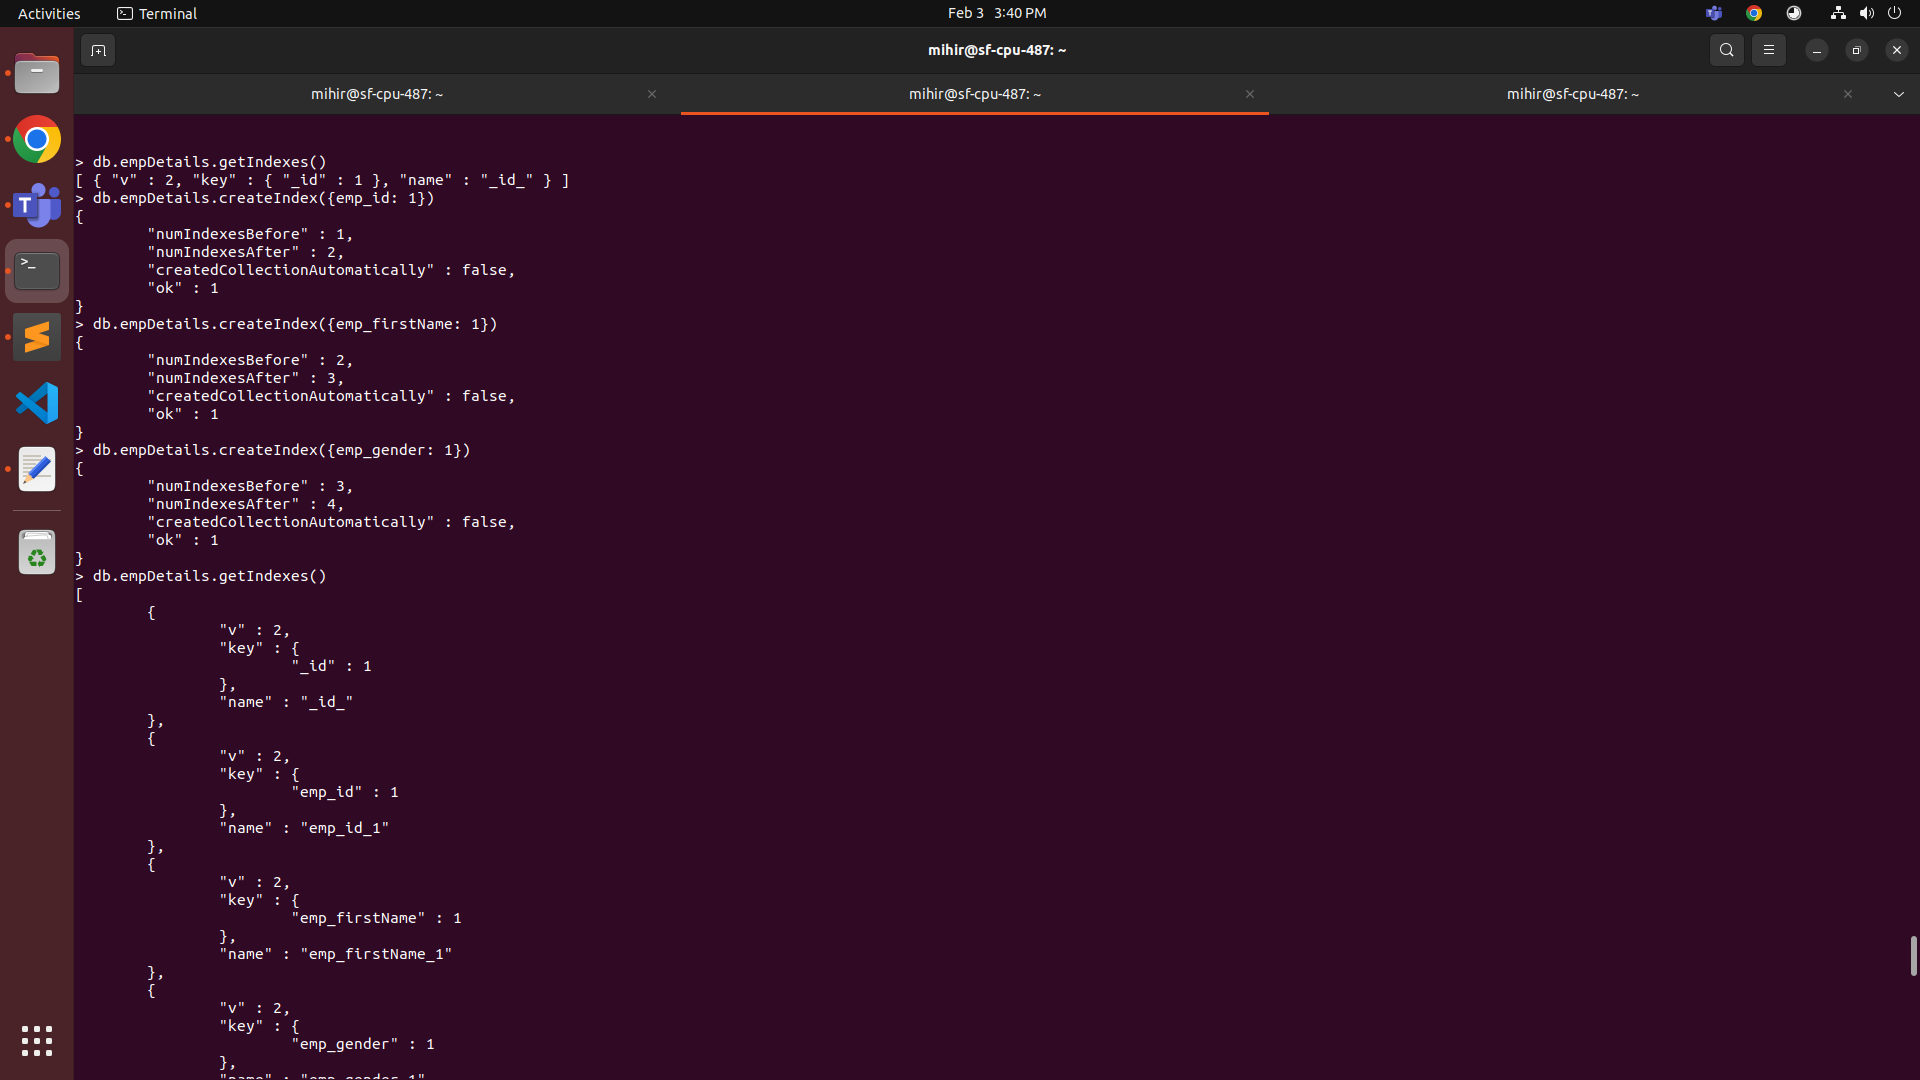 Activities
Terminal
Feb 3 3:40 PM
mihir@sf-cpu-487: ~
mihir@sf-cpu-487: ~
mihir@sf-cpu-487: ~
mihir@sf-cpu-487: ~
> db.empDetails.getIndexes()
[ { "v" : 2, "key" : { "_id" : 1 }, "name" : "_id_" } ]
> db.empDetails.createIndex({emp_id: 1})
{
"numIndexesBefore" : 1,
"numIndexesAfter" : 2,
"createdCollectionAutomatically" : false,
"ok" : 1
}
> db.empDetails.createIndex({emp_firstName: 1})
{
"numIndexesBefore" : 2,
"numIndexesAfter" : 3,
"createdCollectionAutomatically" : false,
"ok" : 1
}
> db.empDetails.createIndex({emp_gender: 1})
{
"numIndexesBefore" : 3,
"numIndexesAfter" : 4,
"createdCollectionAutomatically" : false,
"ok" : 1
}
> db.empDetails.getIndexes()
[
{
"v" : 2,
"key" : {
"_id" : 1
},
"name" : "_id_"
},
{
"v" : 2,
"key" : {
"emp_id" : 1
},
"name" : "emp_id_1"
},
{
"v" : 2,
"key" : {
"emp_firstName" : 1
},
"name" : "emp_firstName_1"
},
{
"v" : 2,
"key" : {
"emp_gender" : 1
},
"name" : "emp_gender_1"